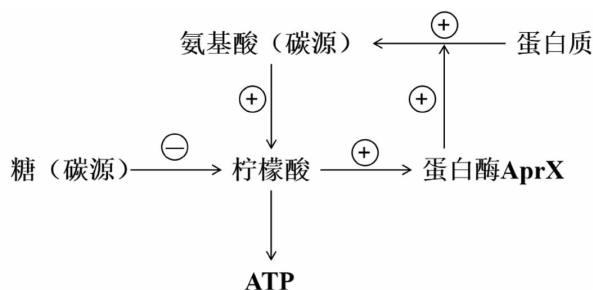 氨基酸（碳源） + 蛋白质
+ +
糖（碳源） − 柠檬酸 + 蛋白酶AprX
ATP